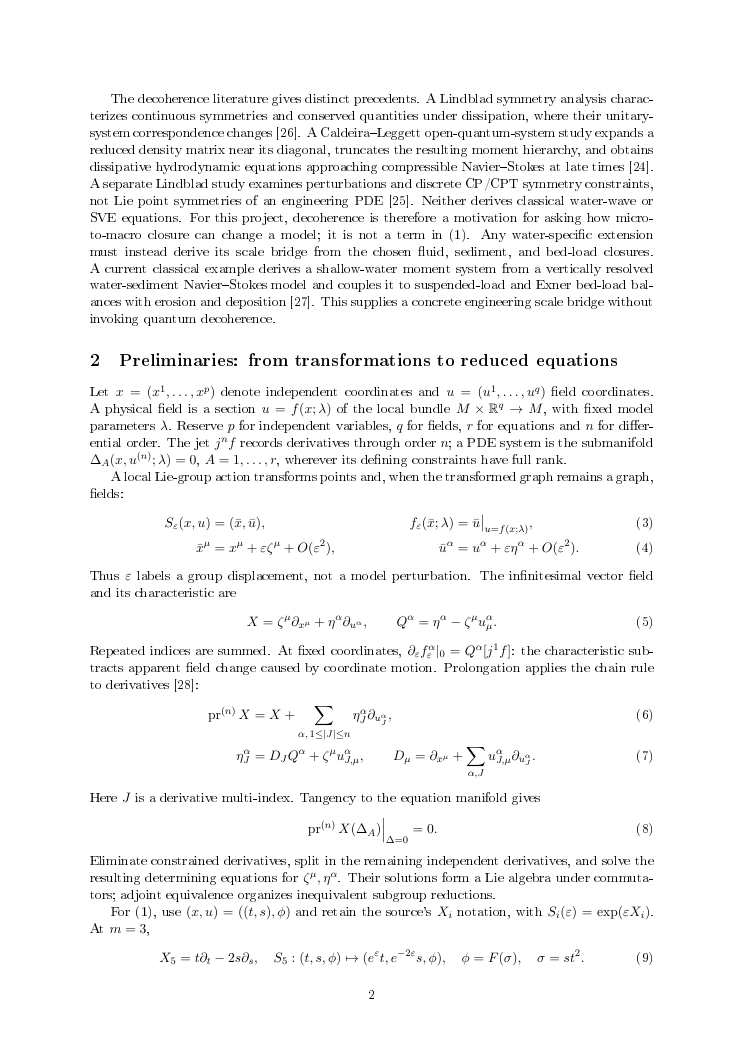 The decoherence literature gives distinct precedents. A Lindblad symmetry analysis charac-
terizes continuous symmetries and conserved quantities under dissipation, where their unitary-
system correspondence changes [26]. A Caldeira–Leggett open-quantum-system study expands a
reduced density matrix near its diagonal, truncates the resulting moment hierarchy, and obtains
dissipative hydrodynamic equations approaching compressible Navier–Stokes at late times [24].
A separate Lindblad study examines perturbations and discrete CP/CPT symmetry constraints,
not Lie point symmetries of an engineering PDE [25]. Neither derives classical water-wave or
SVE equations. For this project, decoherence is therefore a motivation for asking how micro-
to-macro closure can change a model; it is not a term in (1). Any water-specific extension
must instead derive its scale bridge from the chosen fluid, sediment, and bed-load closures.
A current classical example derives a shallow-water moment system from a vertically resolved
water-sediment Navier–Stokes model and couples it to suspended-load and Exner bed-load bal-
ances with erosion and deposition [27]. This supplies a concrete engineering scale bridge without
invoking quantum decoherence.
2 Preliminaries: from transformations to reduced equations
Let x = (x¹, . . . , xᵖ) denote independent coordinates and u = (u¹, . . . , u^q) field coordinates.
A physical field is a section u = f(x; λ) of the local bundle M × ℝ^q → M, with fixed model
parameters λ. Reserve p for independent variables, q for fields, r for equations and n for differ-
ential order. The jet jⁿf records derivatives through order n; a PDE system is the submanifold
Δ_A(x, u^(n); λ) = 0, A = 1, . . . , r, wherever its defining constraints have full rank.
A local Lie-group action transforms points and, when the transformed graph remains a graph,
fields:
S_ε(x, u) = (x̄, ū), f_ε(x̄; λ) = ū|_{u=f(x;λ)}, (3)
x̄^μ = x^μ + εζ^μ + O(ε²), ū^α = u^α + εη^α + O(ε²). (4)
Thus ε labels a group displacement, not a model perturbation. The infinitesimal vector field
and its characteristic are
X = ζ^μ∂_{x^μ} + η^α∂_{u^α}, Q^α = η^α − ζ^μu^α_μ. (5)
Repeated indices are summed. At fixed coordinates, ∂_εf^α_ε|₀ = Q^α[j¹f]: the characteristic sub-
tracts apparent field change caused by coordinate motion. Prolongation applies the chain rule
to derivatives [28]:
pr^(n) X = X + ∑_{α, 1≤|J|≤n} η^α_J∂_{u^α_J}, (6)
η^α_J = D_JQ^α + ζ^μu^α_{J,μ}, D_μ = ∂_{x^μ} + ∑_{α,J} u^α_{J,μ}∂_{u^α_J}. (7)
Here J is a derivative multi-index. Tangency to the equation manifold gives
pr^(n) X(Δ_A)|_{Δ=0} = 0. (8)
Eliminate constrained derivatives, split in the remaining independent derivatives, and solve the
resulting determining equations for ζ^μ, η^α. Their solutions form a Lie algebra under commuta-
tors; adjoint equivalence organizes inequivalent subgroup reductions.
For (1), use (x, u) = ((t, s), ϕ) and retain the source's X_i notation, with S_i(ε) = exp(εX_i).
At m = 3,
X₅ = t∂_t − 2s∂_s, S₅ : (t, s, ϕ) ↦ (e^εt, e^{−2ε}s, ϕ), ϕ = F(σ), σ = st². (9)
2